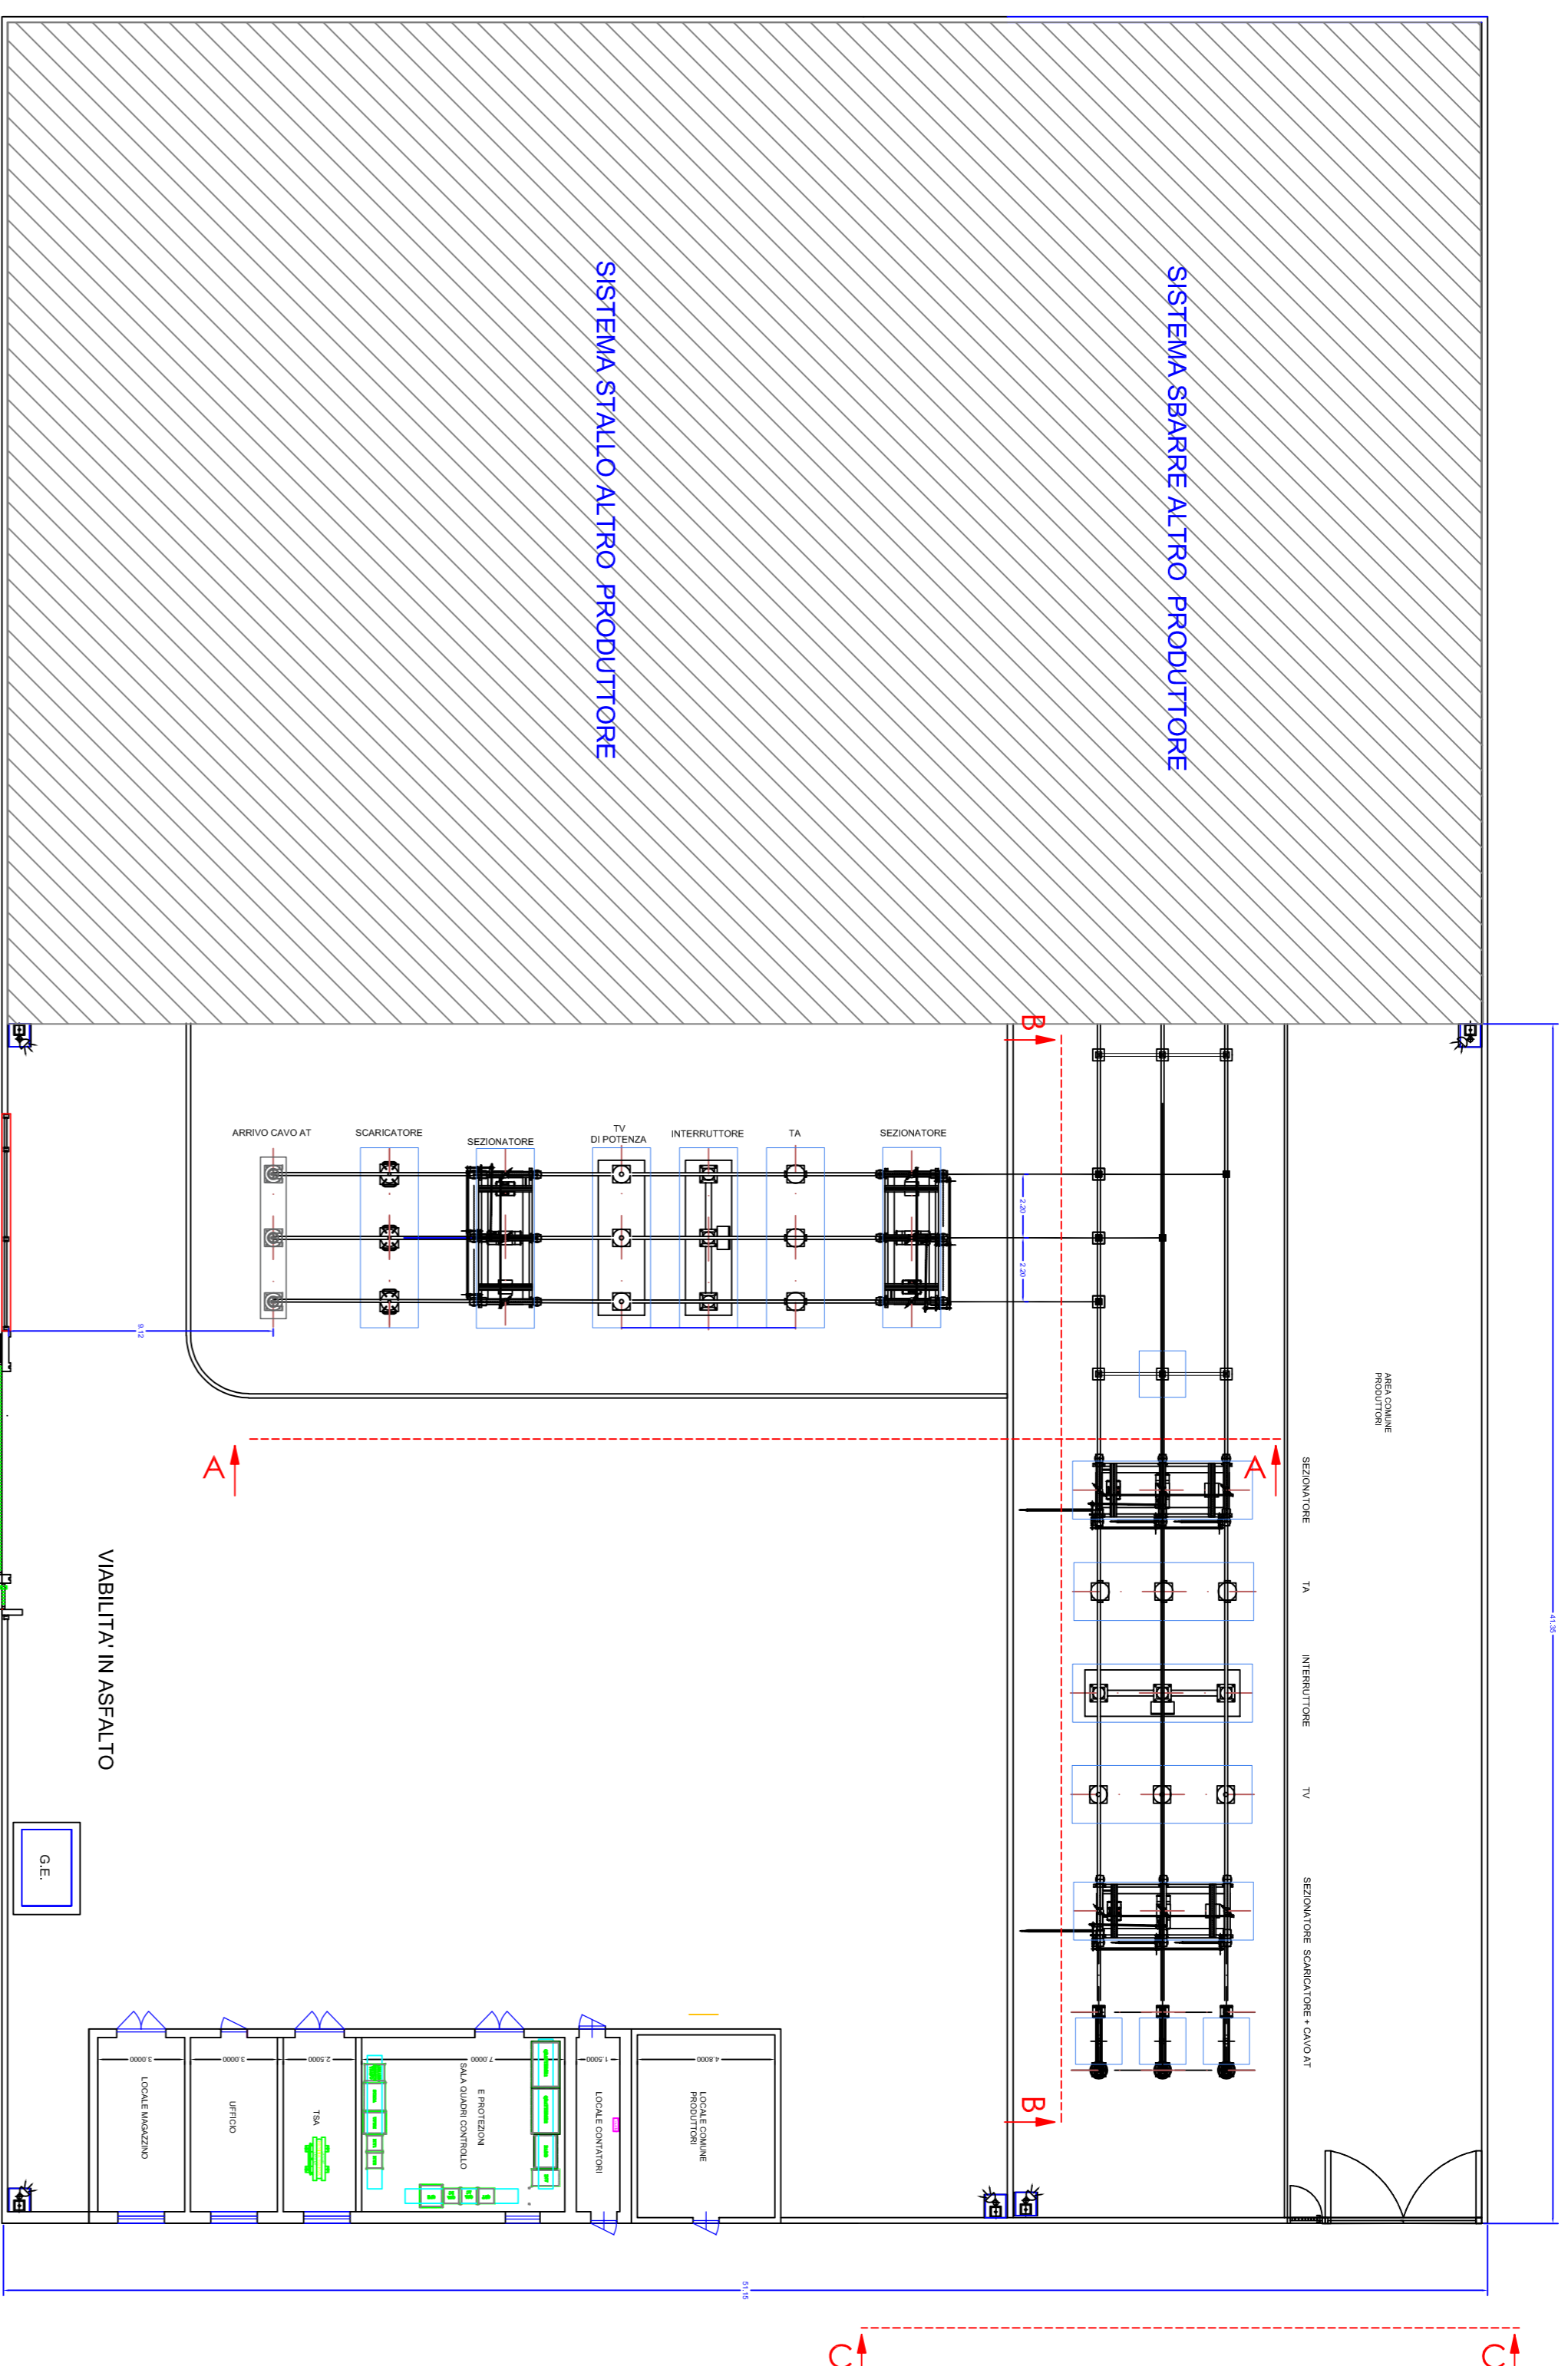 SISTEMA STALLO ALTRO PRODUTTORE
SISTEMA SBARRE ALTRO PRODUTTORE
B
ARRIVO CAVO AT
SCARICATORE
SEZIONATORE
TV
DI POTENZA
INTERRUTTORE
TA
SEZIONATORE
2.20
2.20
9.12
AREA COMUNE
PRODUTTORI
A
A
SEZIONATORE
TA
INTERRUTTORE
TV
SEZIONATORE SCARICATORE + CAVO AT
41.35
VIABILITA' IN ASFALTO
G.E.
3.0000
3.0000
2.5000
7.0000
1.5000
4.8000
LOCALE MAGAZZINO
UFFICIO
TSA
SALA QUADRI CONTROLLO
E PROTEZIONI
LOCALE CONTATORI
LOCALE COMUNE
PRODUTTORI
B
51.15
C
C